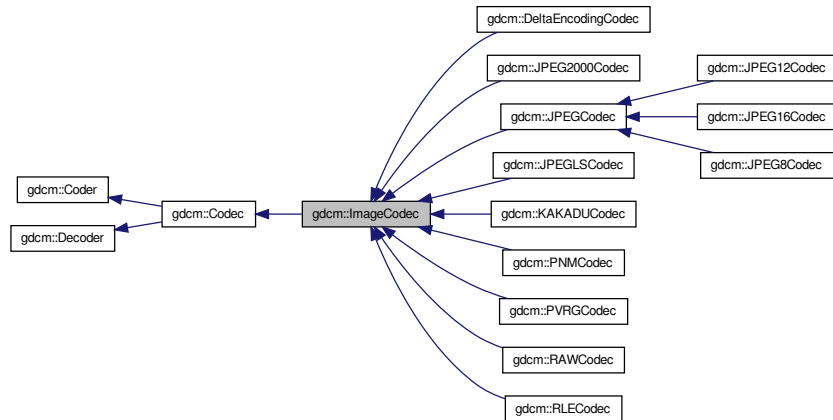 gdcm::DeltaEncodingCodec
gdcm::JPEG2000Codec
gdcm::JPEG12Codec
gdcm::JPEGCodec
gdcm::JPEG16Codec
gdcm::JPEGLSCodec
gdcm::JPEG8Codec
gdcm::Coder
gdcm::Codec
gdcm::ImageCodec
gdcm::KAKADUCodec
gdcm::Decoder
gdcm::PNMCodec
gdcm::PVRGCodec
gdcm::RAWCodec
gdcm::RLECodec